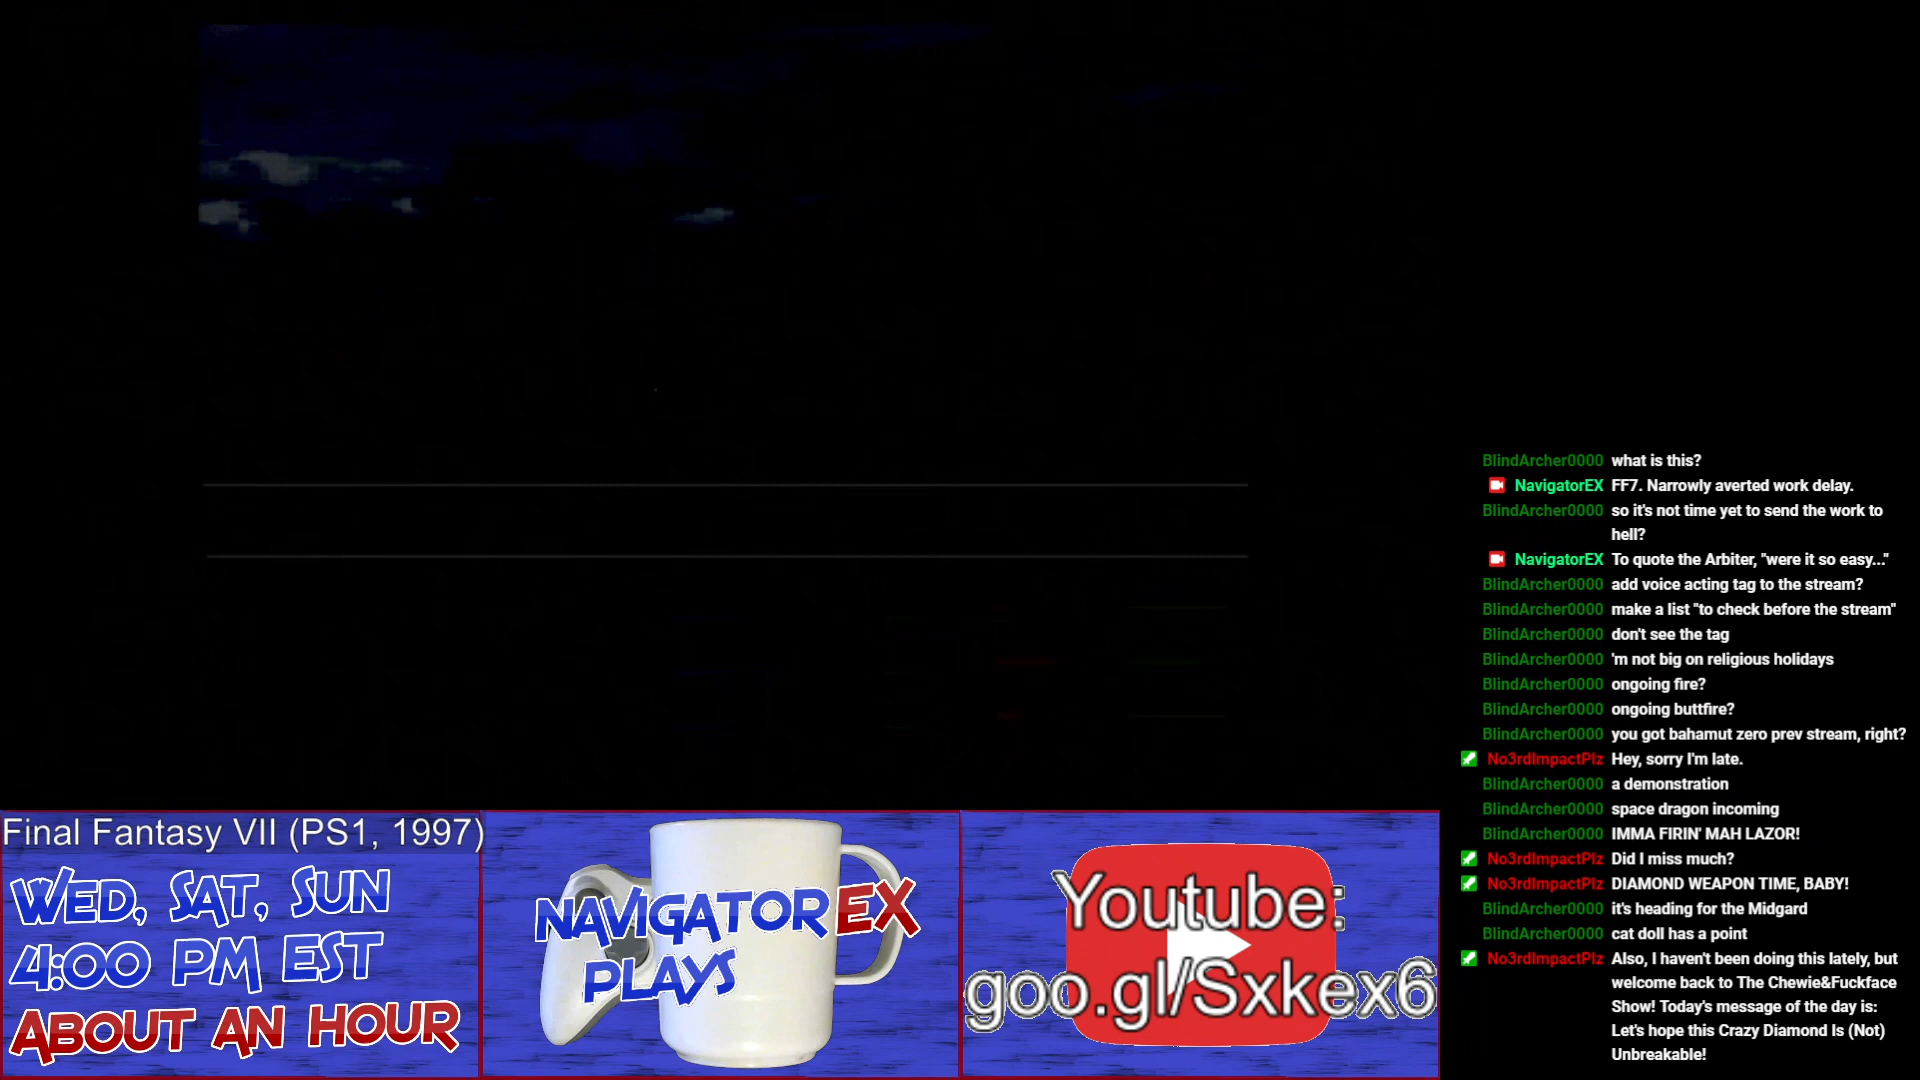 BlindArcher0000 what is this?
NavigatorEX FF7. Narrowly averted work delay.
BlindArcher0000 so it's not time yet to send the work to
hell?
NavigatorEX To quote the Arbiter, "were it so easy..."
BlindArcher0000 add voice acting tag to the stream?
BlindArcher0000 make a list "to check before the stream"
BlindArcher0000 don't see the tag
BlindArcher0000 'm not big on religious holidays
BlindArcher0000 ongoing fire?
BlindArcher0000 ongoing buttfire?
BlindArcher0000 you got bahamut zero prev stream, right?
No3rdImpactPlz Hey, sorry I'm late.
BlindArcher0000 a demonstration
BlindArcher0000 space dragon incoming
BlindArcher0000 IMMA FIRIN' MAH LAZOR!
No3rdImpactPlz Did I miss much?
No3rdImpactPlz DIAMOND WEAPON TIME, BABY!
BlindArcher0000 it's heading for the Midgard
BlindArcher0000 cat doll has a point
No3rdImpactPlz Also, I haven't been doing this lately, but
welcome back to The Chewie&Fuckface
Show! Today's message of the day is:
Let's hope this Crazy Diamond Is (Not)
Unbreakable!
Final Fantasy VII (PS1, 1997)
WED, SAT, SUN
4:00 PM EST
ABOUT AN HOUR
NAVIGATOREX
PLAYS
Youtube:
goo.gl/Sxkex6